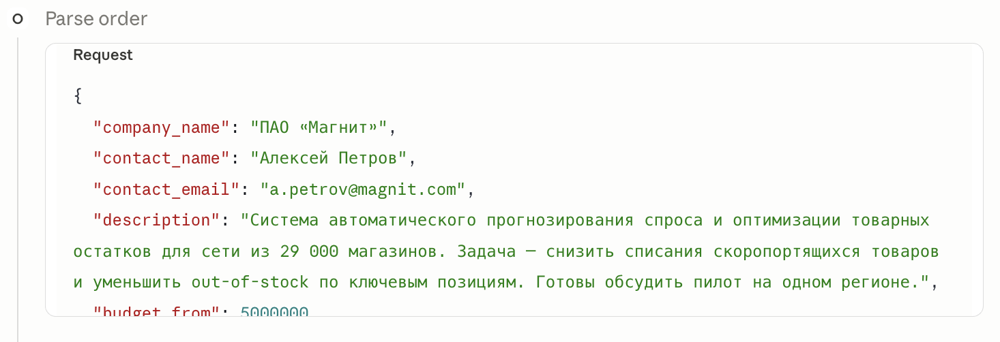 Parse order
Request
{
"company_name": "ПАО «Магнит»",
"contact_name": "Алексей Петров",
"contact_email": "a.petrov@magnit.com",
"description": "Система автоматического прогнозирования спроса и оптимизации товарных
остатков для сети из 29 000 магазинов. Задача — снизить списания скоропортящихся товаров
и уменьшить out-of-stock по ключевым позициям. Готовы обсудить пилот на одном регионе.",
"budget_from": 5000000